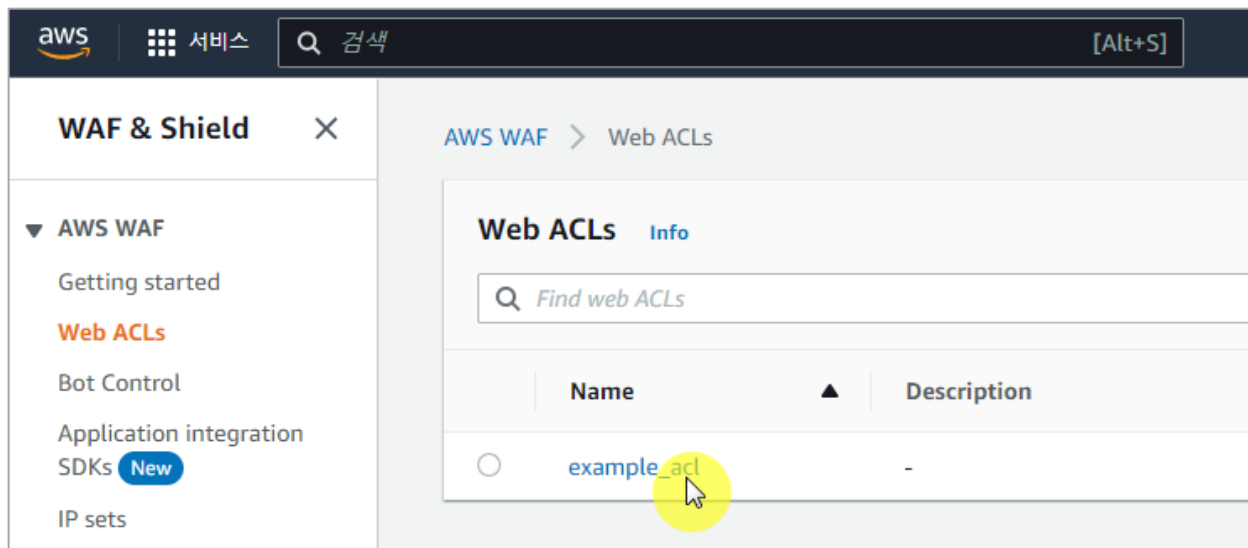 aws 서비스 검색 [Alt+S]
WAF & Shield
AWS WAF
Getting started
Web ACLs
Bot Control
Application integration
SDKs New
IP sets
AWS WAF > Web ACLs
Web ACLs Info
Find web ACLs
Name Description
example_acl -